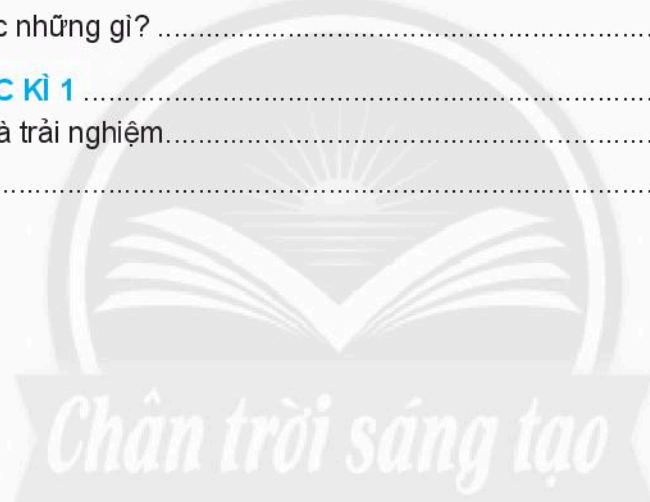 c những gì? ................................................................
C KÌ 1 ................................................................
à trải nghiệm................................................................
................................................................
Chân trời sáng tạo